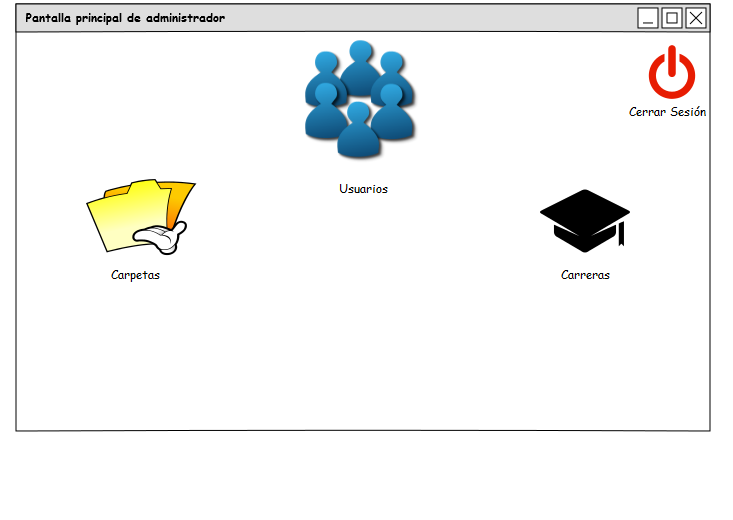 Pantalla principal de administrador
Cerrar Sesión
Usuarios
Carpetas
Carreras